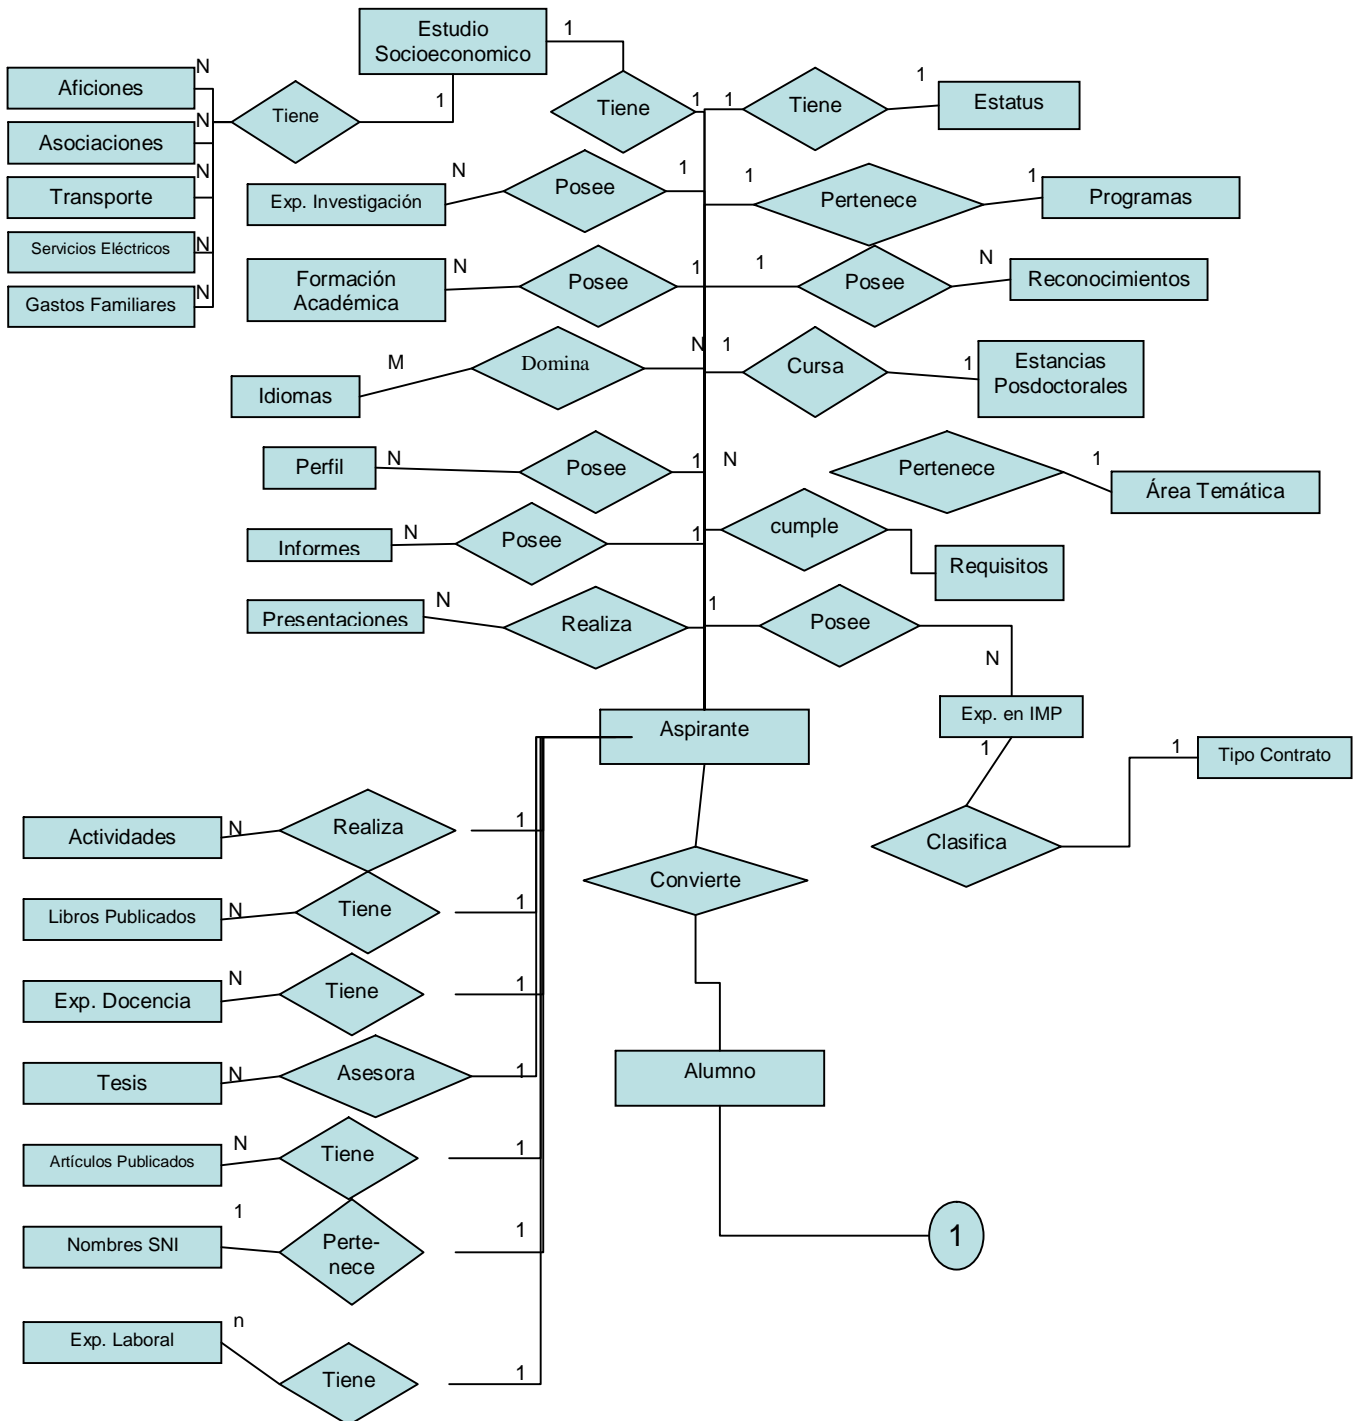 Estudio
Socioeconomico
1
N
Aficiones
Tiene
1
Tiene
1
1
Tiene
1
Estatus
N
Asociaciones
N
Transporte
N
Servicios Eléctricos
N
Gastos Familiares
Exp. Investigación
N
Posee
1
1
Pertenece
1
Programas
Formación
Académica
N
Posee
1
1
Posee
N
Reconocimientos
Idiomas
M
Domina
N
1
Cursa
1
Estancias
Posdoctorales
Perfil
N
Posee
1
N
Pertenece
1
Área Temática
Informes
N
Posee
1
cumple
Requisitos
Presentaciones
N
Realiza
1
Posee
N
Exp. en IMP
1
Clasifica
1
Tipo Contrato
Aspirante
Convierte
Alumno
1
Actividades
N
Realiza
1
Libros Publicados
N
Tiene
1
Exp. Docencia
N
Tiene
1
Tesis
N
Asesora
1
Artículos Publicados
N
Tiene
1
Nombres SNI
1
Perte-
nece
1
Exp. Laboral
n
Tiene
1